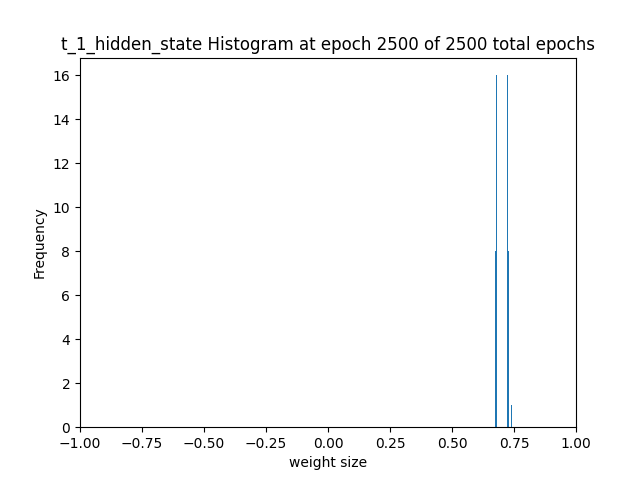 t_1_hidden_state Histogram at epoch 2500 of 2500 total epochs
16
14
12
10
8
6
4
2
0
Frequency
−1.00 −0.75 −0.50 −0.25 0.00 0.25 0.50 0.75 1.00
weight size